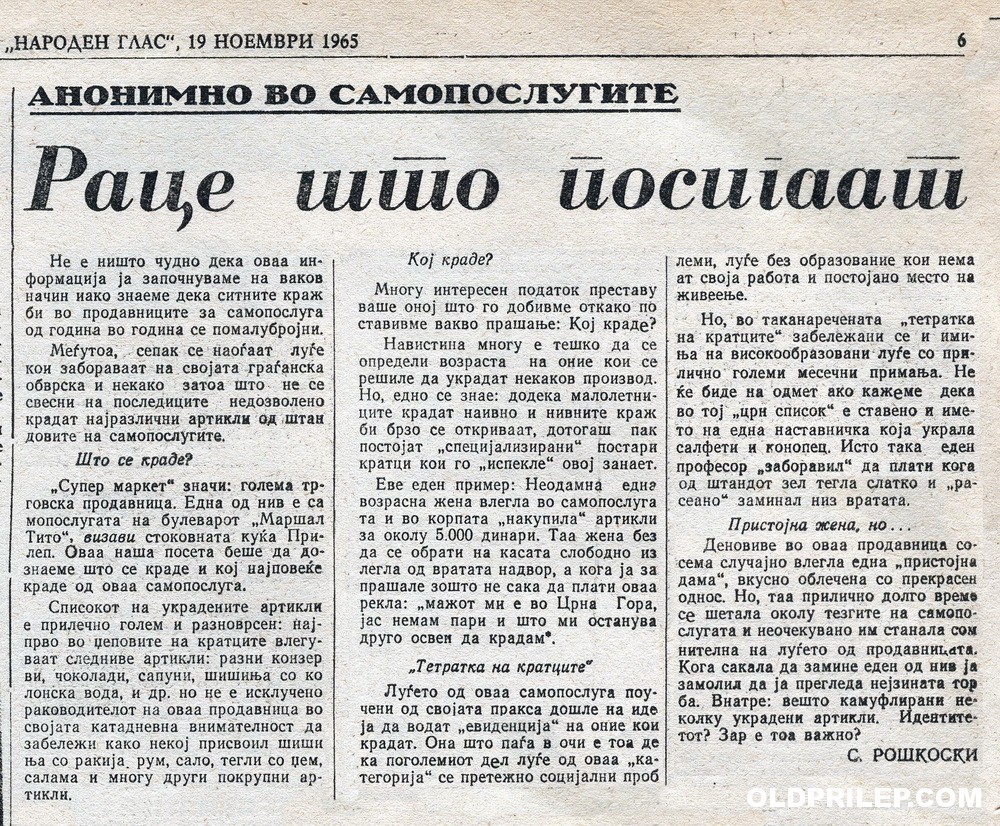 „НАРОДЕН ГЛАС“, 19 НОЕМВРИ 1965
6
АНОНИМНО ВО САМОПОСЛУГИТЕ
Раце што посигаат
Не е ништо чудно дека оваа ин-
формација ја започнуваме на ваков
начин иако знаеме дека ситните краж
би во продавниците за самопослуга
од година во година се помалубројни.
Меѓутоа, сепак се наоѓаат луѓе
кои забораваат на својата граѓанска
обврска и некако затоа што не се
свесни на последиците недозволено
крадат најразлични артикли од штан
довите на самопослугите.
Што се краде?
„Супер маркет“ значи: голема тр-
говска продавница. Една од нив е са
мопослугата на булеварот „Маршал
Тито“, визави стоковната куќа При-
леп. Оваа наша посета беше да до-
знаеме што се краде и кој најповеќе
краде од оваа самопослуга.
Списокот на украдените артикли
е прилечно голем и разноврсен: нај-
прво во џеповите на кратците влегу-
ваат следниве артикли: разни конзер
ви, чоколади, сапуни, шишиња со ко
лонска вода, и др. но не е исклучено
раководителот на оваа продавница во
својата катадневна внимателност да
забележи како некој присвоил шиши
ња со ракија, рум, сало, тегли со џем,
салама и многу други покрупни ар-
тикли.
Кој краде?
Многу интересен податок преставу
ваше оној што го добивме откако по
ставивме вакво прашање: Кој краде?
Навистина многу е тешко да се
определи возраста на оние кои се
решиле да украдат некаков производ.
Но, едно се знае: додека малолетни-
ците крадат наивно и нивните краж
би брзо се откриваат, дотогаш пак
постојат „специјализирани“ постари
кратци кои го „испекле“ овој занает.
Еве еден пример: Неодамна една
возрасна жена влегла во самопослуга
та и во корпата „накупила“ артикли
за околу 5.000 динари. Таа жена без
да се обрати на касата слободно из
легла од вратата надвор, а кога ја за
прашале зошто не сака да плати оваа
рекла: „мажот ми е во Црна Гора,
јас немам пари и што ми останува
друго освен да крадам“.
„Тетратка на кратците“
Луѓето од оваа самопослуга поу-
чени од својата пракса дошле на иде
ја да водат „евиденција“ на оние кои
крадат. Она што паѓа в очи е тоа де
ка поголемиот дел луѓе од оваа „ка-
тегорија“ се претежно социјални проб
леми, луѓе без образование кои нема
ат своја работа и постојано место на
живеење.
Но, во таканаречената „тетратка
на кратците“ забележани се и ими-
ња на високообразовани луѓе со при-
лично големи месечни примања. Не
ќе биде на одмет ако кажеме дека
во тој „црн список“ е ставено и име-
то на една наставничка која украла
салфети и конопец. Исто така еден
професор „заборавил“ да плати кога
од штандот зел тегла слатко и „ра-
сеано“ заминал низ вратата.
Пристојна жена, но...
Деновиве во оваа продавница со-
сема случајно влегла една „пристојна
дама“, вкусно облечена со прекрасен
однос. Но, таа прилично долго време
се шетала околу тезгите на самопо-
слугата и неочекувано им станала сом
нителна на луѓето од продавницата.
Кога сакала да замине еден од нив ја
замолил да ја прегледа нејзината тор
ба. Внатре: вешто камуфлирани не-
колку украдени артикли. Идентите-
тот? Зар е тоа важно?
С. РОШКОСКИ
OLDPRILEP.COM